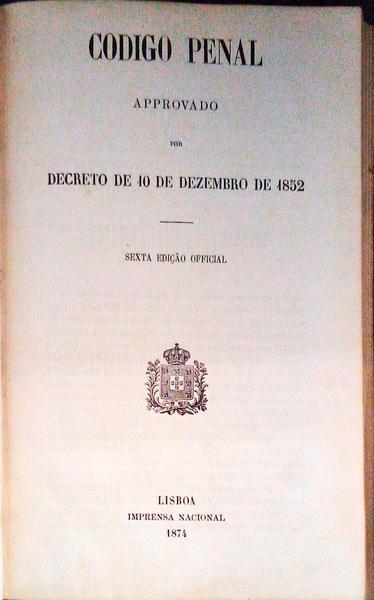 CODIGO PENAL
APPROVADO
POR
DECRETO DE 10 DE DEZEMBRO DE 1852
SEXTA EDIÇÃO OFFICIAL
LISBOA
IMPRENSA NACIONAL
1874